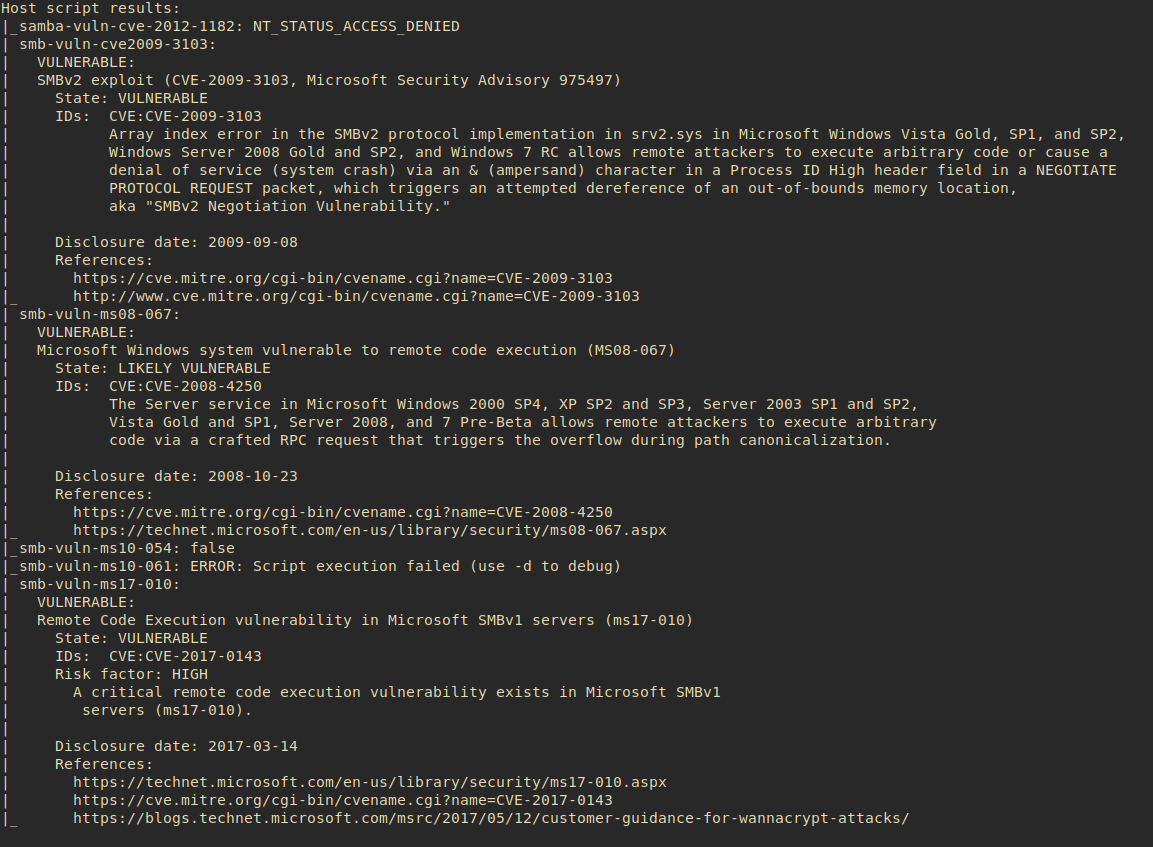 Host script results:
|_samba-vuln-cve-2012-1182: NT_STATUS_ACCESS_DENIED
| smb-vuln-cve2009-3103:
|   VULNERABLE:
|   SMBv2 exploit (CVE-2009-3103, Microsoft Security Advisory 975497)
|     State: VULNERABLE
|     IDs:  CVE:CVE-2009-3103
|           Array index error in the SMBv2 protocol implementation in srv2.sys in Microsoft Windows Vista Gold, SP1, and SP2,
|           Windows Server 2008 Gold and SP2, and Windows 7 RC allows remote attackers to execute arbitrary code or cause a
|           denial of service (system crash) via an & (ampersand) character in a Process ID High header field in a NEGOTIATE
|           PROTOCOL REQUEST packet, which triggers an attempted dereference of an out-of-bounds memory location,
|           aka "SMBv2 Negotiation Vulnerability."
|
|     Disclosure date: 2009-09-08
|     References:
|       https://cve.mitre.org/cgi-bin/cvename.cgi?name=CVE-2009-3103
|_      http://www.cve.mitre.org/cgi-bin/cvename.cgi?name=CVE-2009-3103
| smb-vuln-ms08-067:
|   VULNERABLE:
|   Microsoft Windows system vulnerable to remote code execution (MS08-067)
|     State: LIKELY VULNERABLE
|     IDs:  CVE:CVE-2008-4250
|           The Server service in Microsoft Windows 2000 SP4, XP SP2 and SP3, Server 2003 SP1 and SP2,
|           Vista Gold and SP1, Server 2008, and 7 Pre-Beta allows remote attackers to execute arbitrary
|           code via a crafted RPC request that triggers the overflow during path canonicalization.
|
|     Disclosure date: 2008-10-23
|     References:
|       https://cve.mitre.org/cgi-bin/cvename.cgi?name=CVE-2008-4250
|_      https://technet.microsoft.com/en-us/library/security/ms08-067.aspx
|_smb-vuln-ms10-054: false
|_smb-vuln-ms10-061: ERROR: Script execution failed (use -d to debug)
| smb-vuln-ms17-010:
|   VULNERABLE:
|   Remote Code Execution vulnerability in Microsoft SMBv1 servers (ms17-010)
|     State: VULNERABLE
|     IDs:  CVE:CVE-2017-0143
|     Risk factor: HIGH
|       A critical remote code execution vulnerability exists in Microsoft SMBv1
|        servers (ms17-010).
|
|     Disclosure date: 2017-03-14
|     References:
|       https://technet.microsoft.com/en-us/library/security/ms17-010.aspx
|       https://cve.mitre.org/cgi-bin/cvename.cgi?name=CVE-2017-0143
|_      https://blogs.technet.microsoft.com/msrc/2017/05/12/customer-guidance-for-wannacrypt-attacks/